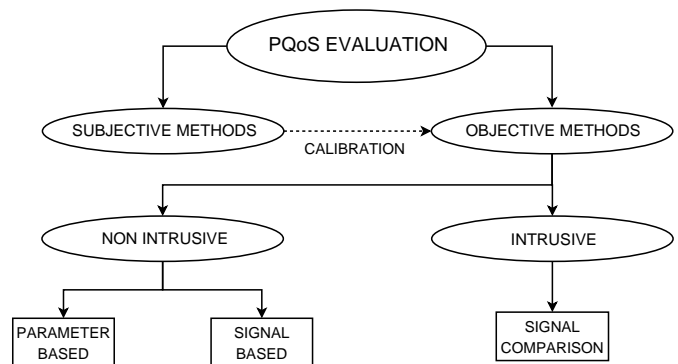 PQoS EVALUATION
SUBJECTIVE METHODS
OBJECTIVE METHODS
CALIBRATION
NON INTRUSIVE
INTRUSIVE
PARAMETER
BASED
SIGNAL
BASED
SIGNAL
COMPARISON